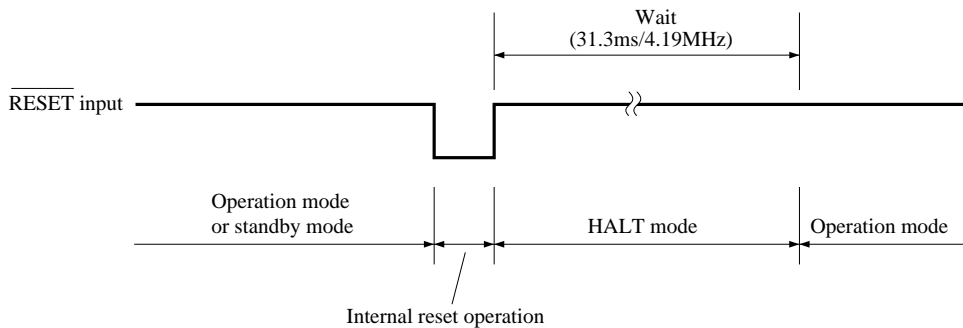 Wait
(31.3ms/4.19MHz)
RESET input
Operation mode
or standby mode
HALT mode
Operation mode
Internal reset operation